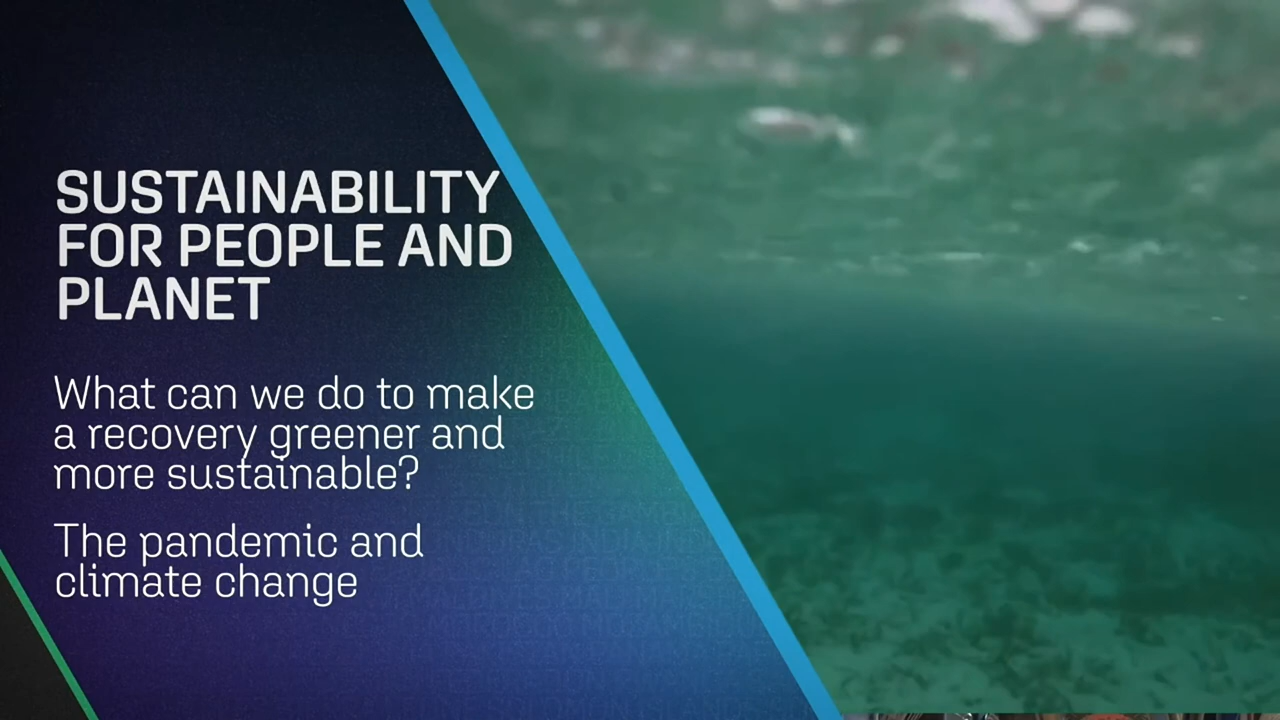 SUSTAINABILITY
FOR PEOPLE AND
PLANET
What can we do to make
a recovery greener and
more sustainable?
The pandemic and
climate change